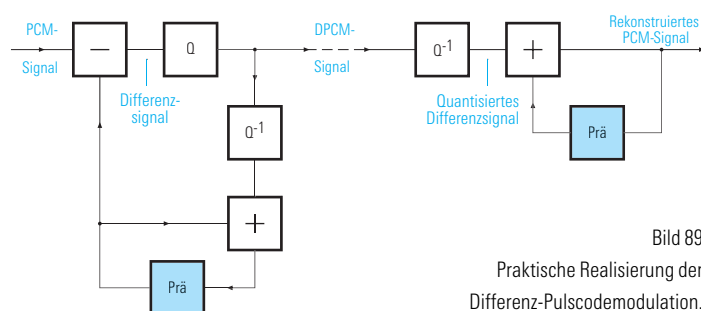 PCM-
Signal
−
Q
Differenz-
signal
Q-1
+
Prä
DPCM-
Signal
Q-1
Quantisiertes
Differenzsignal
+
Prä
Rekonstruiertes
PCM-Signal
Bild 89
Praktische Realisierung der
Differenz-Pulscodemodulation.